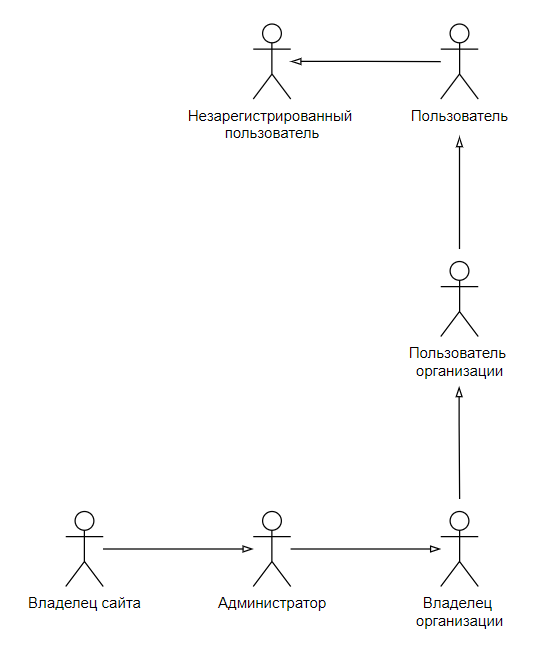 Незарегистрированный
пользователь
Пользователь
Пользователь
организации
Владелец сайта
Администратор
Владелец
организации